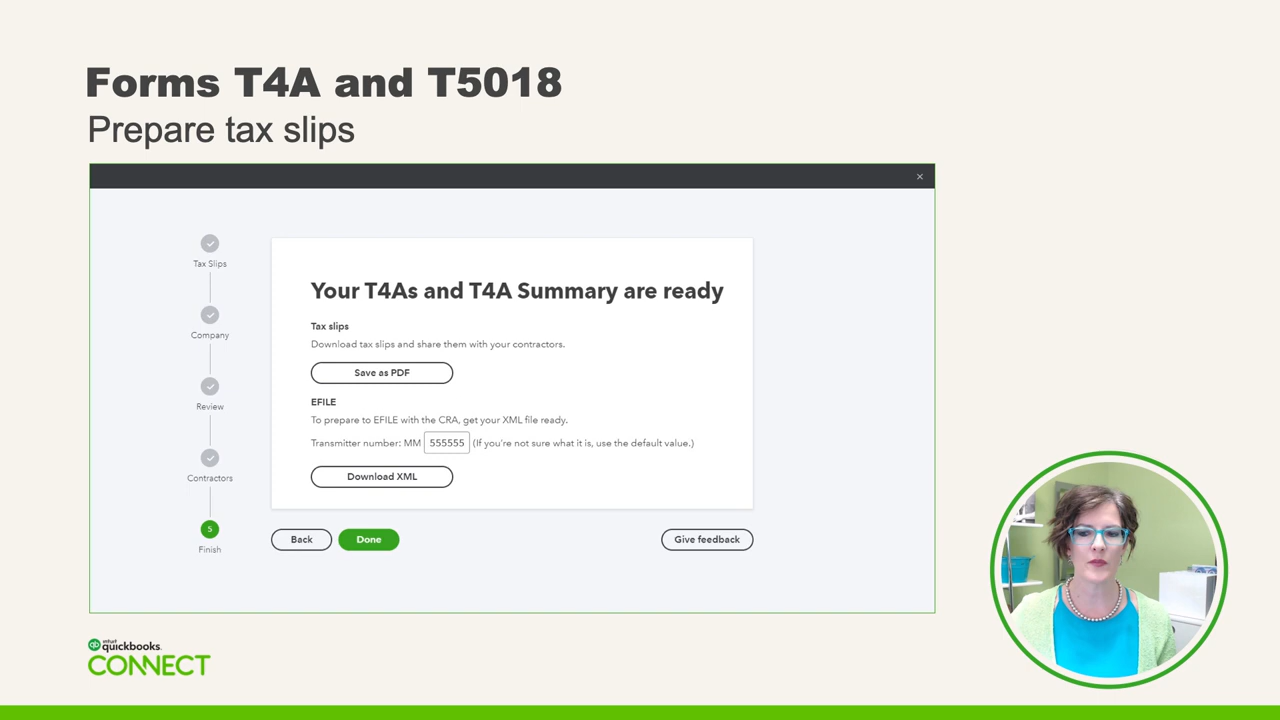 Forms T4A and T5018
Prepare tax slips
×
Tax Slips
Company
Review
Contractors
5
Finish
Your T4As and T4A Summary are ready
Tax slips
Download tax slips and share them with your contractors.
Save as PDF
EFILE
To prepare to EFILE with the CRA, get your XML file ready.
Transmitter number: MM 555555 (If you're not sure what it is, use the default value.)
Download XML
Back
Done
Give feedback
qb intuit quickbooks.
CONNECT